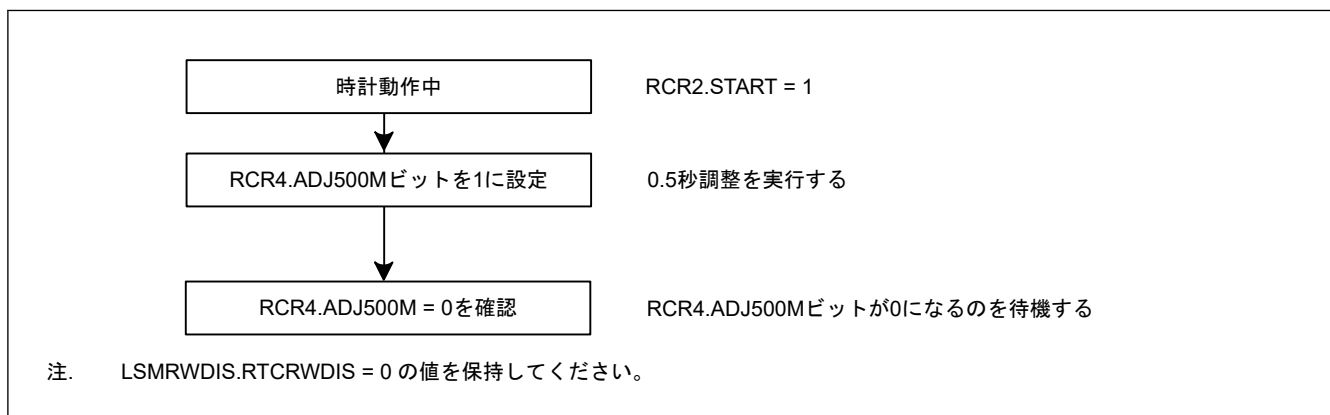 時計動作中 RCR2.START = 1
RCR4.ADJ500Mビットを1に設定 0.5秒調整を実行する
RCR4.ADJ500M = 0を確認 RCR4.ADJ500Mビットが0になるのを待機する
注. LSMRWDIS.RTCRWDIS = 0 の値を保持してください。